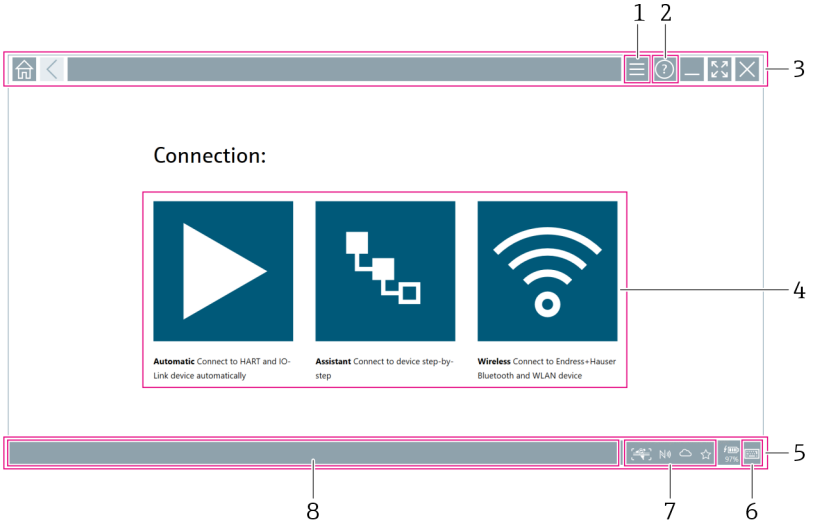 1 2
?
3
Connection:
4
Automatic Connect to HART and IO-
Link device automatically
Assistant Connect to device step-by-
step
Wireless Connect to Endress+Hauser
Bluetooth and WLAN device
N
97%
5
8 7 6